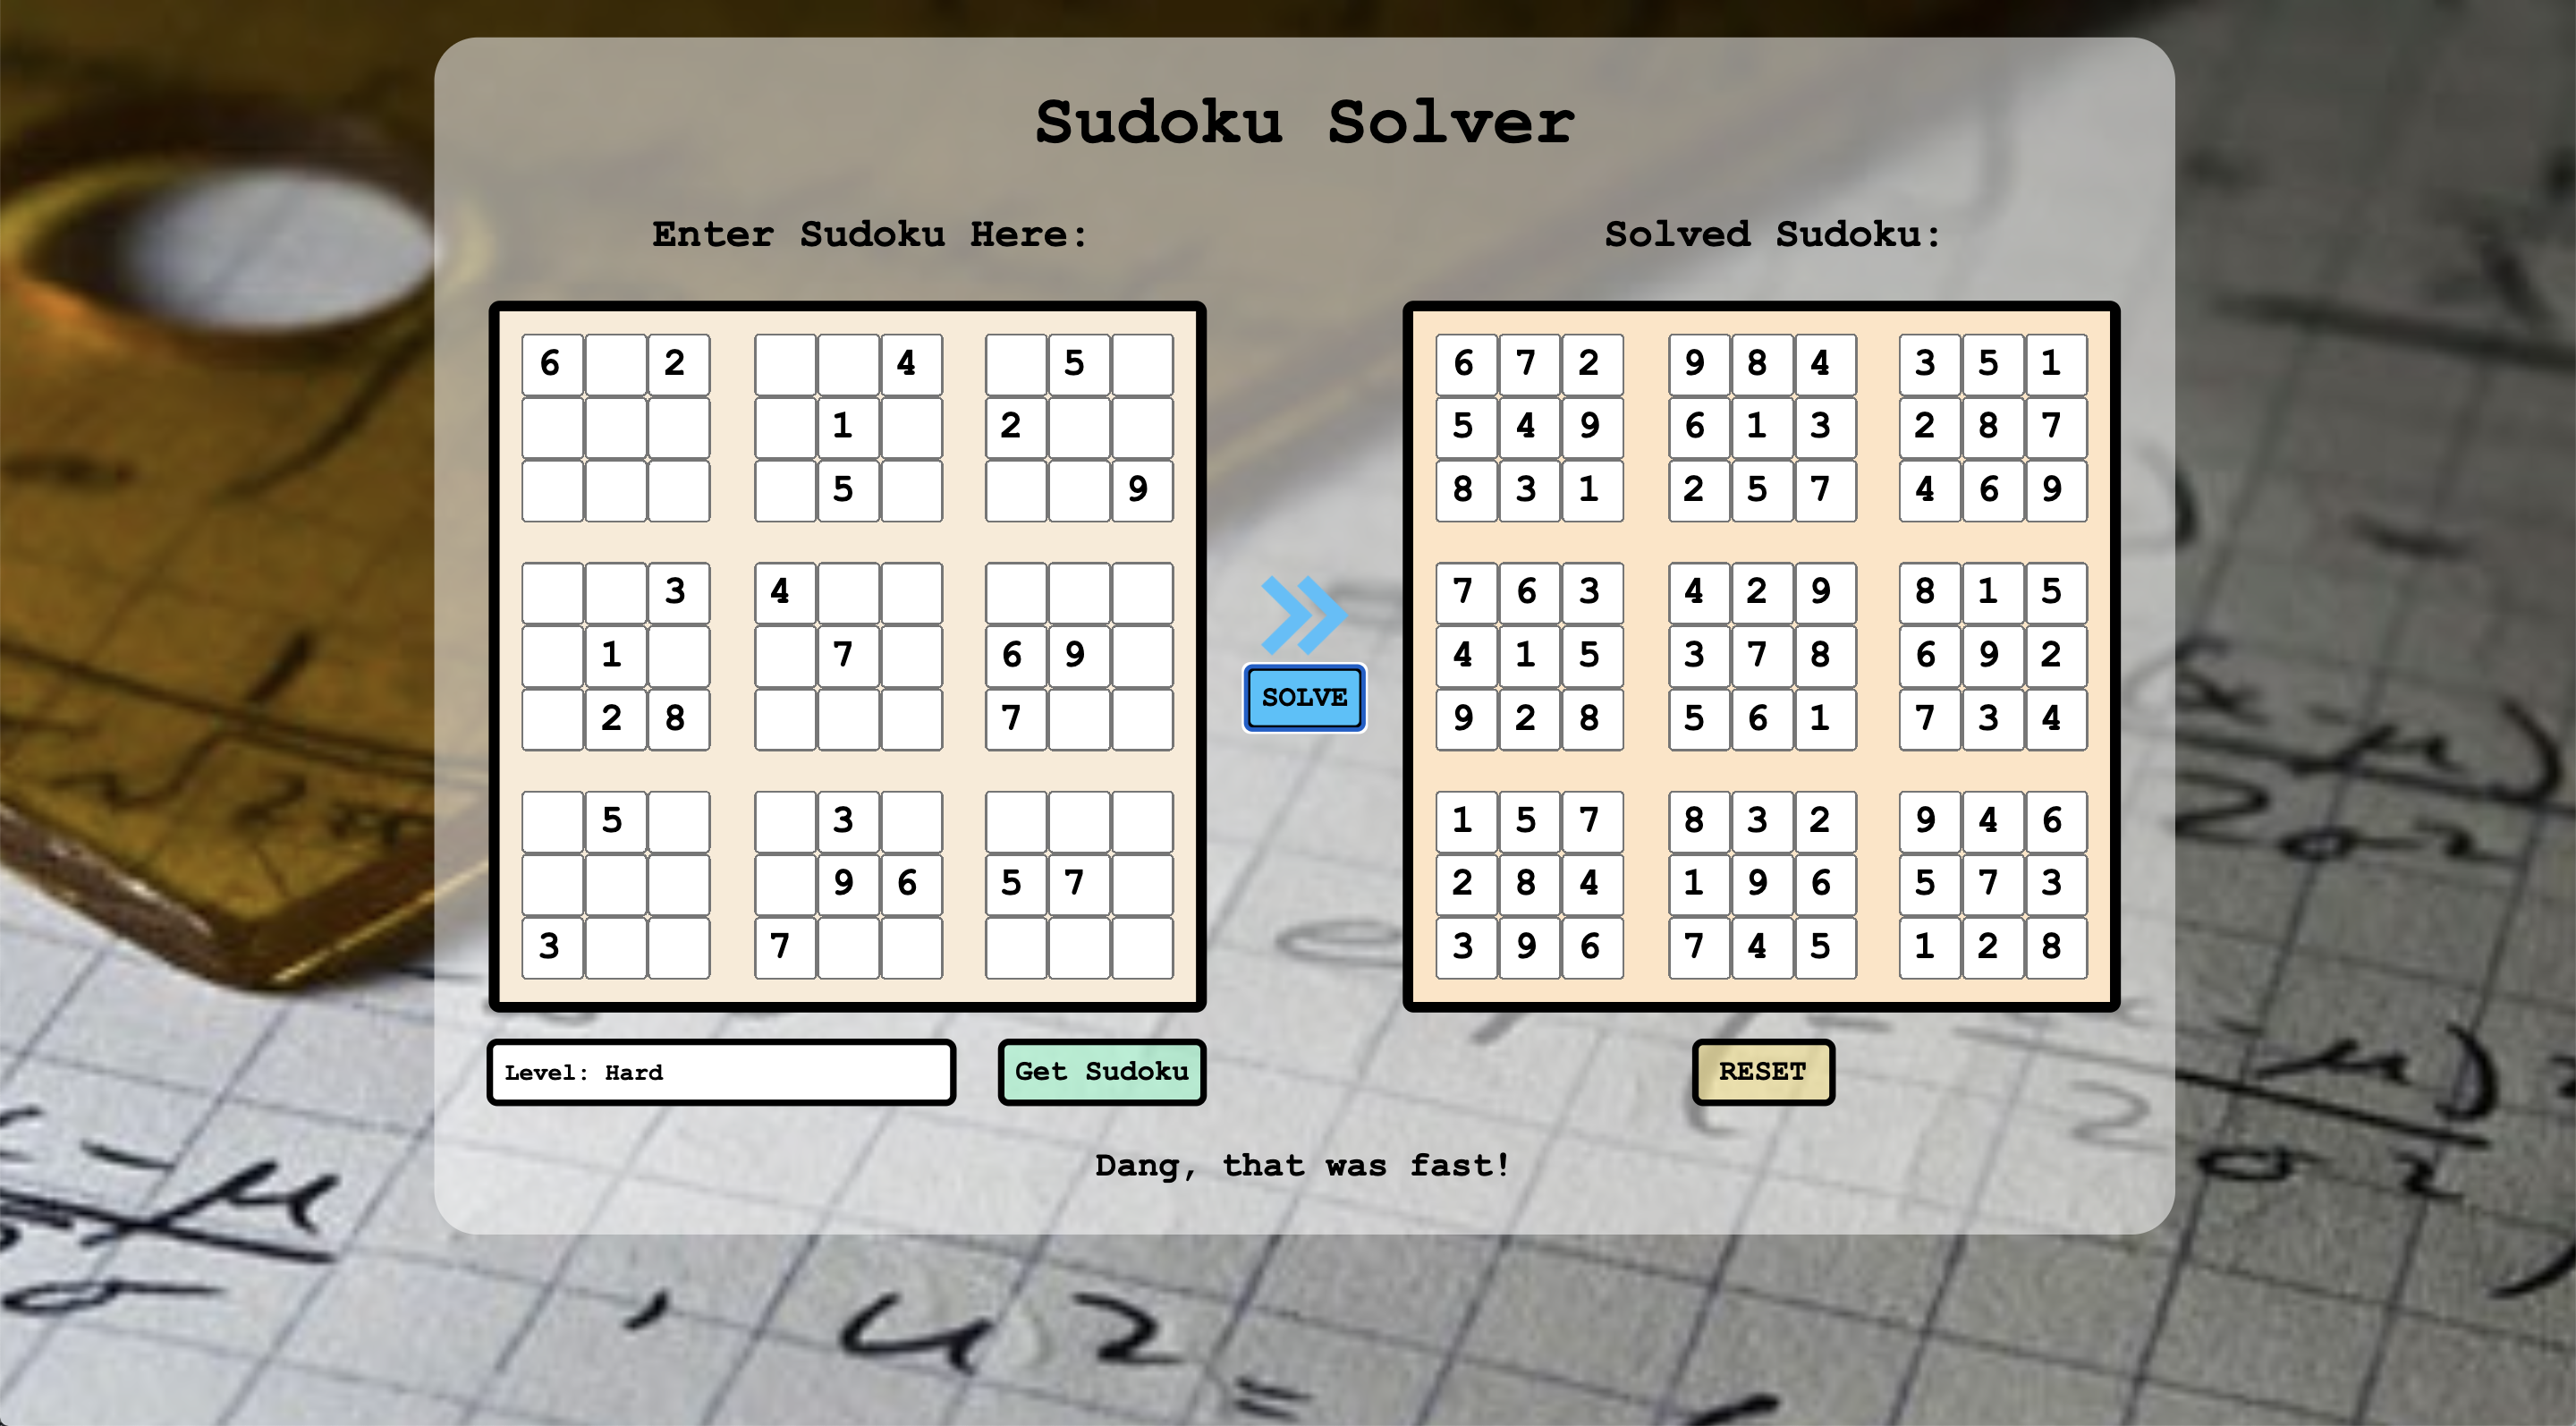 Sudoku Solver
Enter Sudoku Here:
Solved Sudoku:
6 2 4 5
1 2
5 9
3 4
1 7 6 9
2 8 7
5 3
9 6 5 7
3 7
SOLVE
6 7 2 9 8 4 3 5 1
5 4 9 6 1 3 2 8 7
8 3 1 2 5 7 4 6 9
7 6 3 4 2 9 8 1 5
4 1 5 3 7 8 6 9 2
9 2 8 5 6 1 7 3 4
1 5 7 8 3 2 9 4 6
2 8 4 1 9 6 5 7 3
3 9 6 7 4 5 1 2 8
Level: Hard
Get Sudoku
RESET
Dang, that was fast!